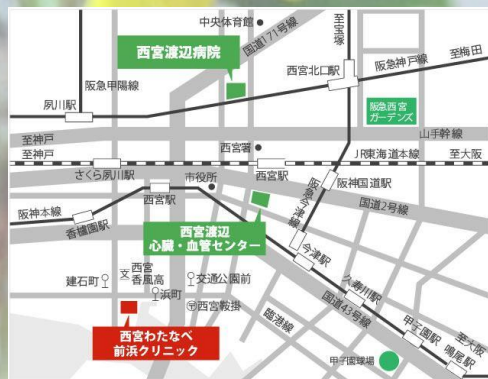 中央体育館
国道171号線
至宝塚
至梅田
阪急神戸線
西宮渡辺病院
西宮北口駅
阪急甲陽線
夙川駅
阪急西宮
ガーデンズ
山手幹線
至神戸
至神戸
西宮署
JR東海道本線
至大阪
さくら夙川駅
市役所
西宮駅
阪神国道駅
西宮駅
阪急今津線
国道2号線
阪神本線
香櫨園駅
西宮渡辺
心臓・血管センター
今津駅
建石町
西宮
香風高
交通公園前
浜町
西宮鞍掛
久寿川駅
国道43号線
臨港線
甲子園駅
至大阪
鳴尾駅
西宮わたなべ
前浜クリニック
甲子園球場